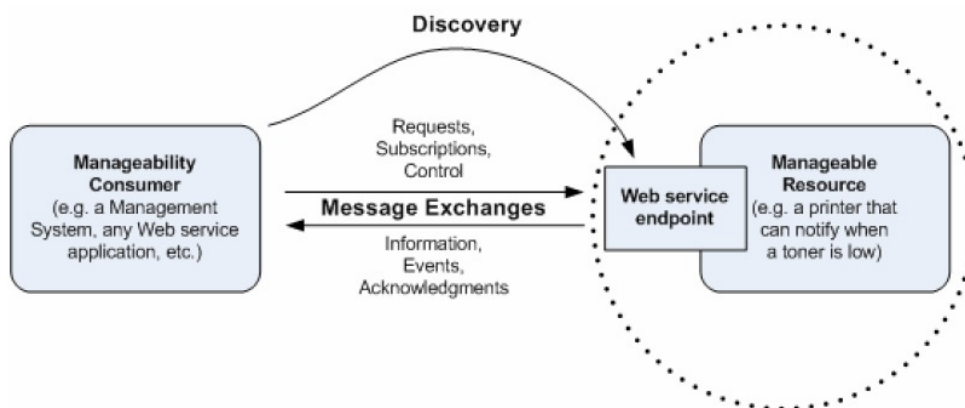 Discovery
Requests,
Subscriptions,
Control
Manageability
Consumer
(e.g. a Management
System, any Web service
application, etc.)
Message Exchanges
Information,
Events,
Acknowledgments
Web service
endpoint
Manageable
Resource
(e.g. a printer that
can notify when
a toner is low)